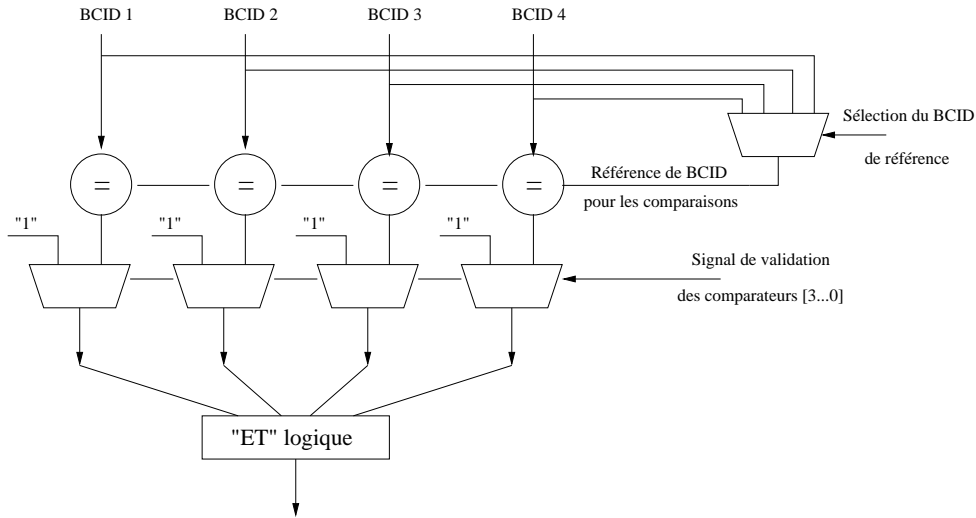 BCID 1
BCID 2
BCID 3
BCID 4
Sélection du BCID
de référence
=
=
=
=
Référence de BCID
pour les comparaisons
"1"
"1"
"1"
"1"
Signal de validation
des comparateurs [3...0]
"ET" logique